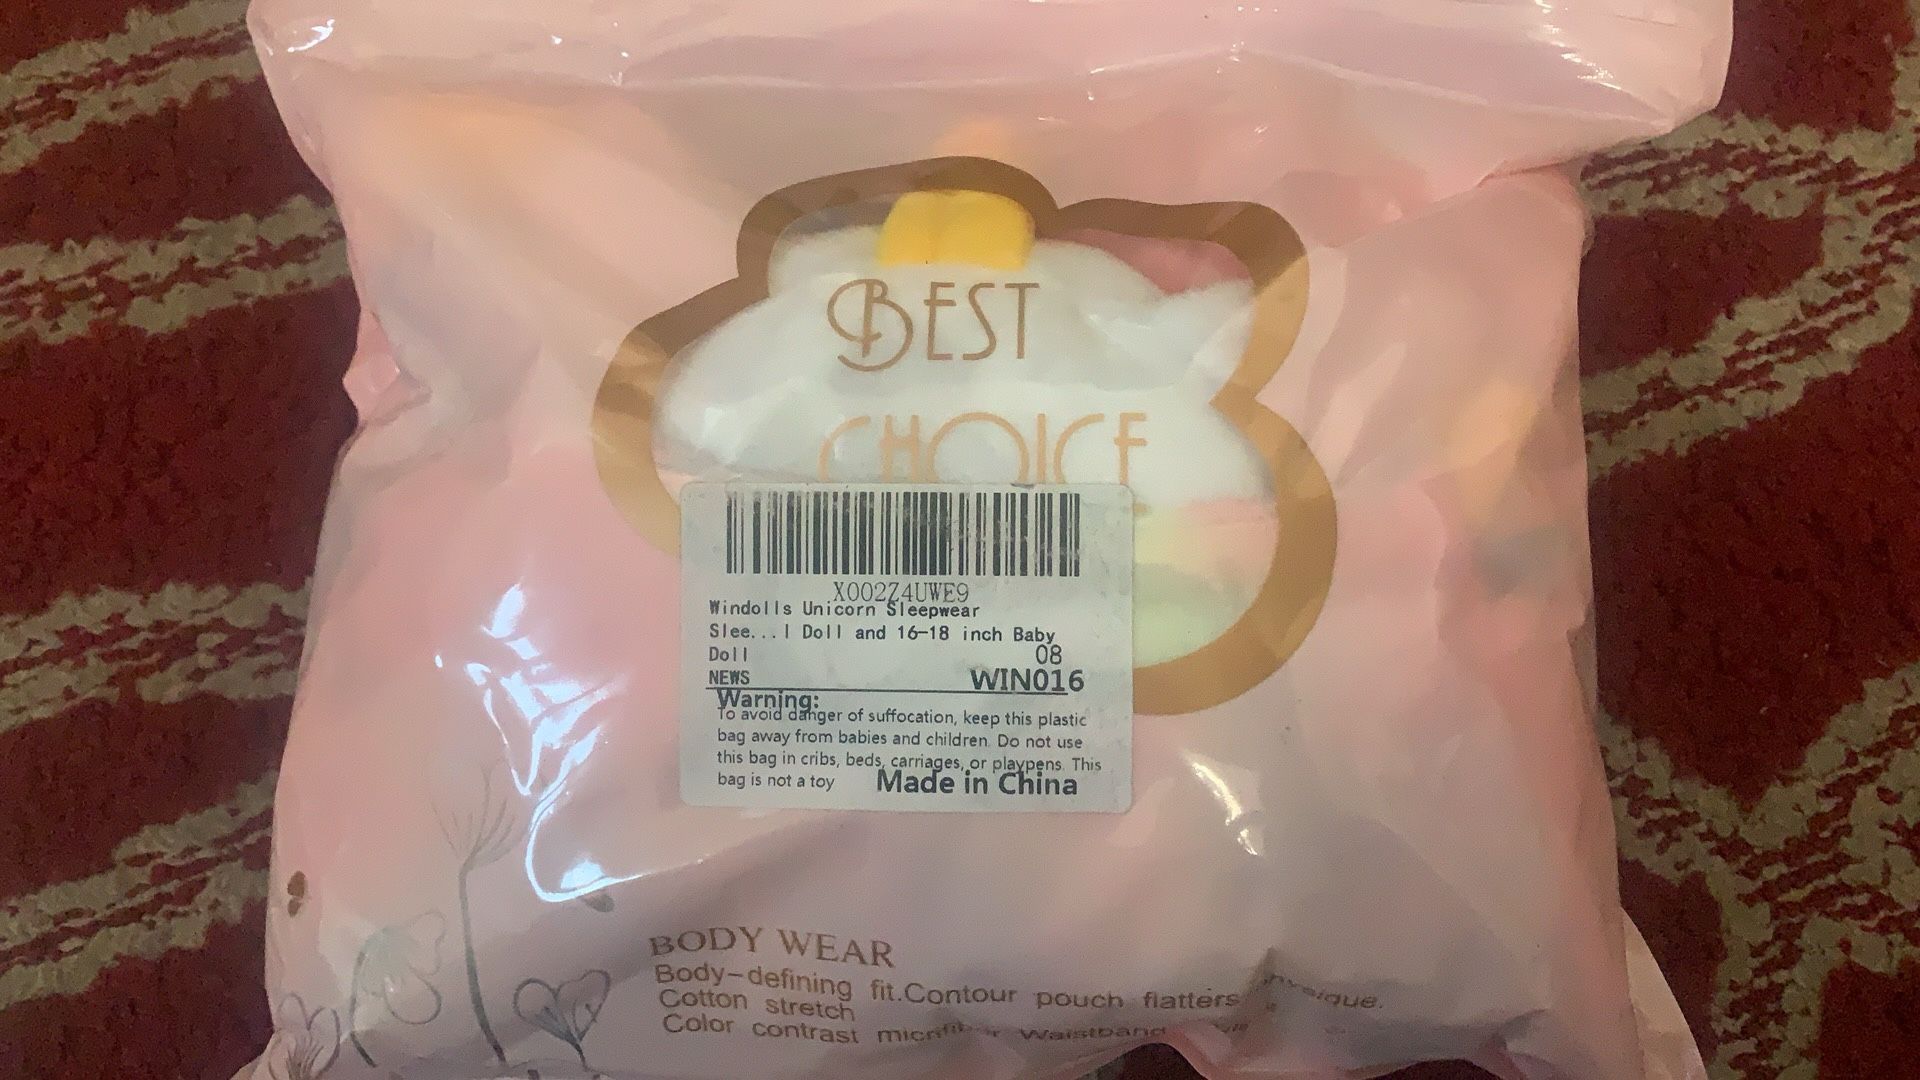 BEST
CHOICE
X002Z4UWE9
Windolls Unicorn Sleepwear
Slee...l Doll and 16-18 inch Baby
Doll 08
NEWS WIN016
Warning:
To avoid danger of suffocation, keep this plastic
bag away from babies and children. Do not use
this bag in cribs, beds, carriages, or playpens. This
bag is not a toy Made in China
BODY WEAR
Body-defining fit.Contour pouch flatters
Cotton stretch
Color contrast microfiber Waistband